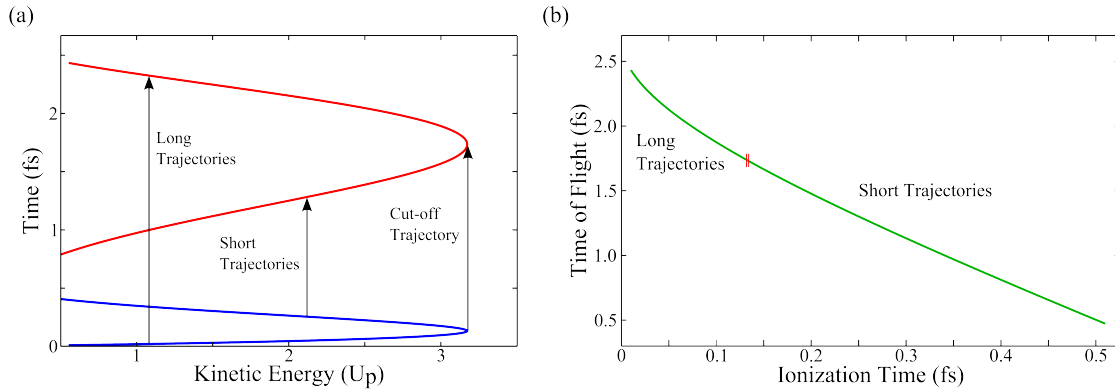 (a)
Time (fs)
2
1
0
1
2
3
Kinetic Energy (Up)
Long
Trajectories
Short
Trajectories
Cut-off
Trajectory
(b)
Time of Flight (fs)
2.5
2.0
1.5
1.0
0.5
0
0.1
0.2
0.3
0.4
0.5
Ionization Time (fs)
Long
Trajectories
Short Trajectories